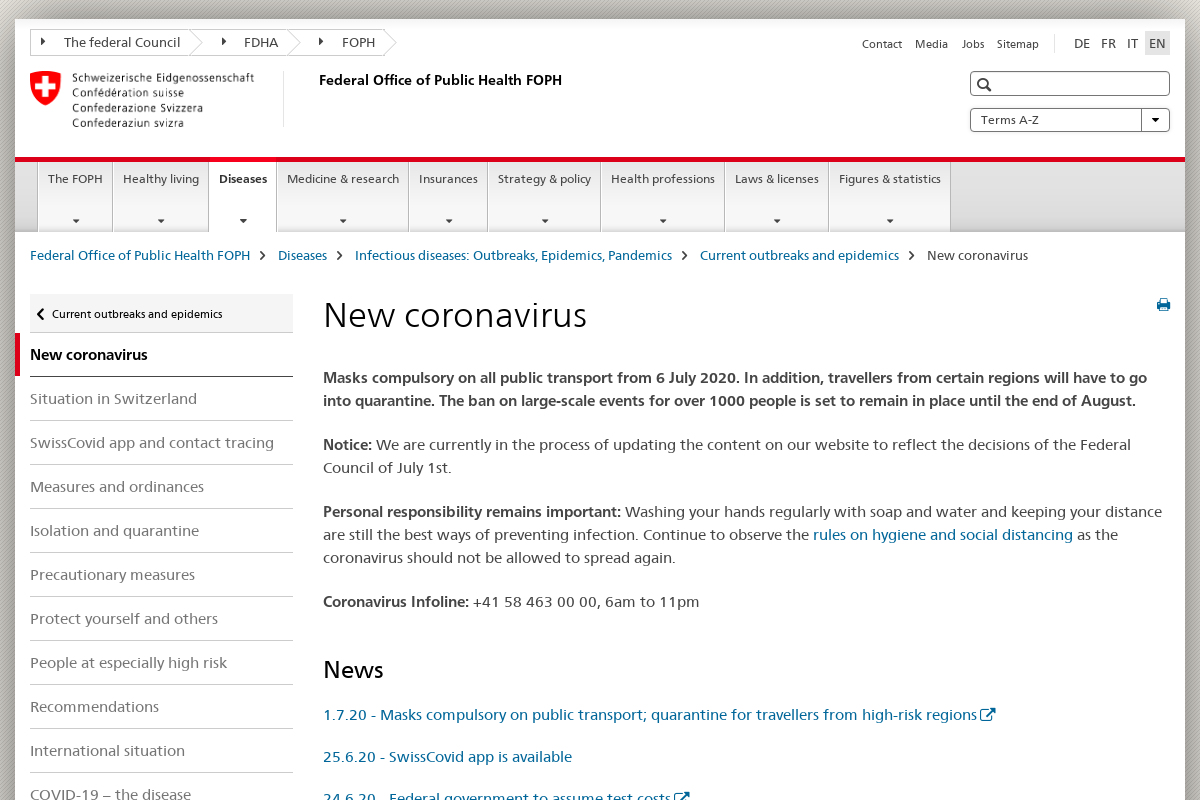 The federal Council
FDHA
FOPH
Contact
Media
Jobs
Sitemap
DE
FR
IT
EN
Schweizerische Eidgenossenschaft
Confédération suisse
Confederazione Svizzera
Confederaziun svizra
Federal Office of Public Health FOPH
Terms A-Z
The FOPH
Healthy living
Diseases
Medicine & research
Insurances
Strategy & policy
Health professions
Laws & licenses
Figures & statistics
Federal Office of Public Health FOPH
Diseases
Infectious diseases: Outbreaks, Epidemics, Pandemics
Current outbreaks and epidemics
New coronavirus
Current outbreaks and epidemics
New coronavirus
Situation in Switzerland
SwissCovid app and contact tracing
Measures and ordinances
Isolation and quarantine
Precautionary measures
Protect yourself and others
People at especially high risk
Recommendations
International situation
COVID-19 – the disease
New coronavirus
Masks compulsory on all public transport from 6 July 2020. In addition, travellers from certain regions will have to go
into quarantine. The ban on large-scale events for over 1000 people is set to remain in place until the end of August.
Notice: We are currently in the process of updating the content on our website to reflect the decisions of the Federal
Council of July 1st.
Personal responsibility remains important: Washing your hands regularly with soap and water and keeping your distance
are still the best ways of preventing infection. Continue to observe the rules on hygiene and social distancing as the
coronavirus should not be allowed to spread again.
Coronavirus Infoline: +41 58 463 00 00, 6am to 11pm
News
1.7.20 - Masks compulsory on public transport; quarantine for travellers from high-risk regions
25.6.20 - SwissCovid app is available
24.6.20 - Federal government to assume test costs